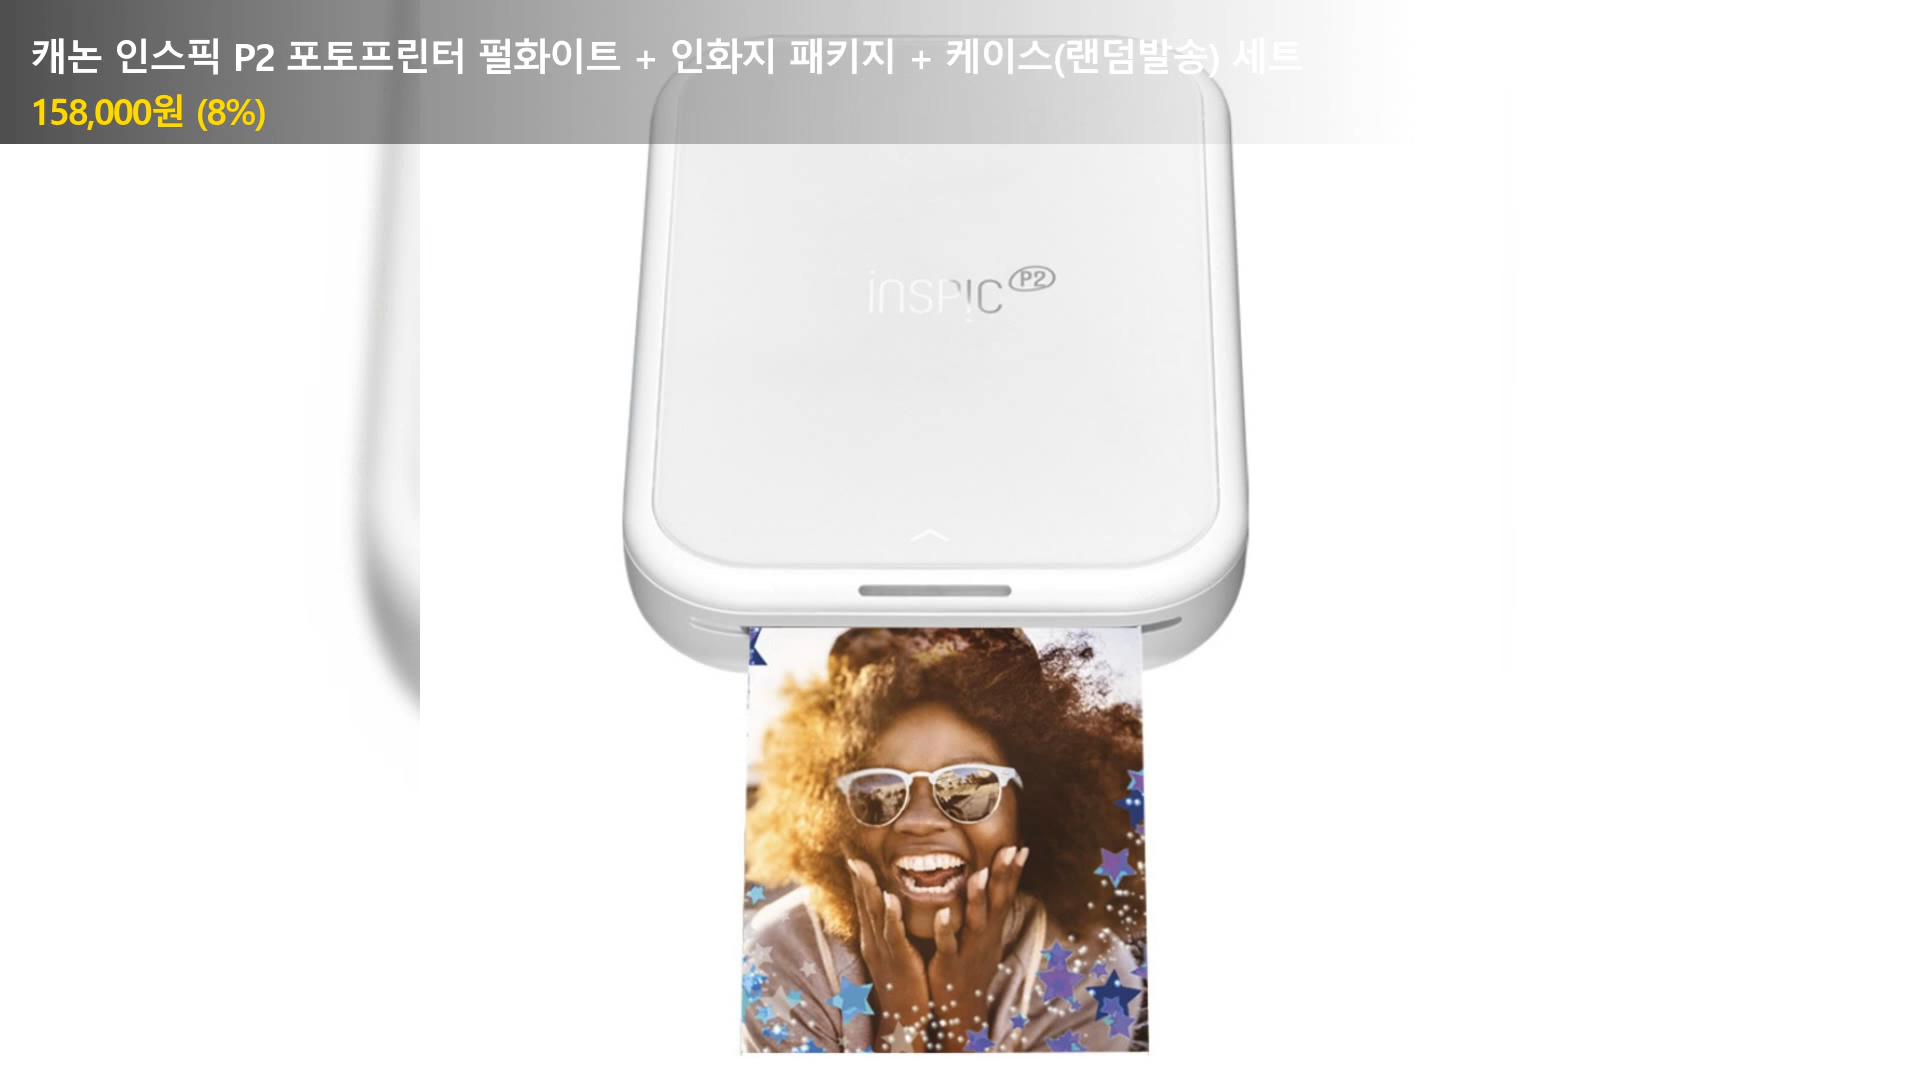 캐논 인스픽 P2 포토프린터 펄화이트 + 인화지 패키지 + 케이스(랜덤발송) 세트
158,000원 (8%)
inspic P2